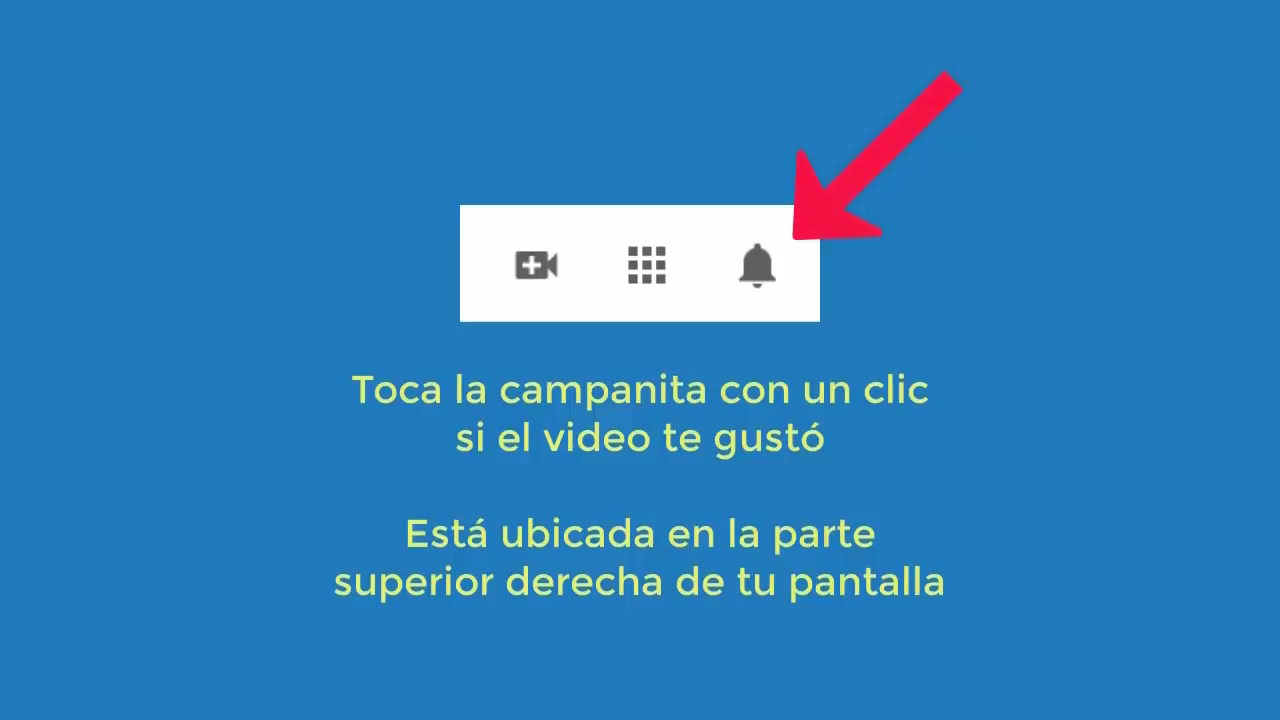 Toca la campanita con un clic
si el video te gustó
Está ubicada en la parte
superior derecha de tu pantalla